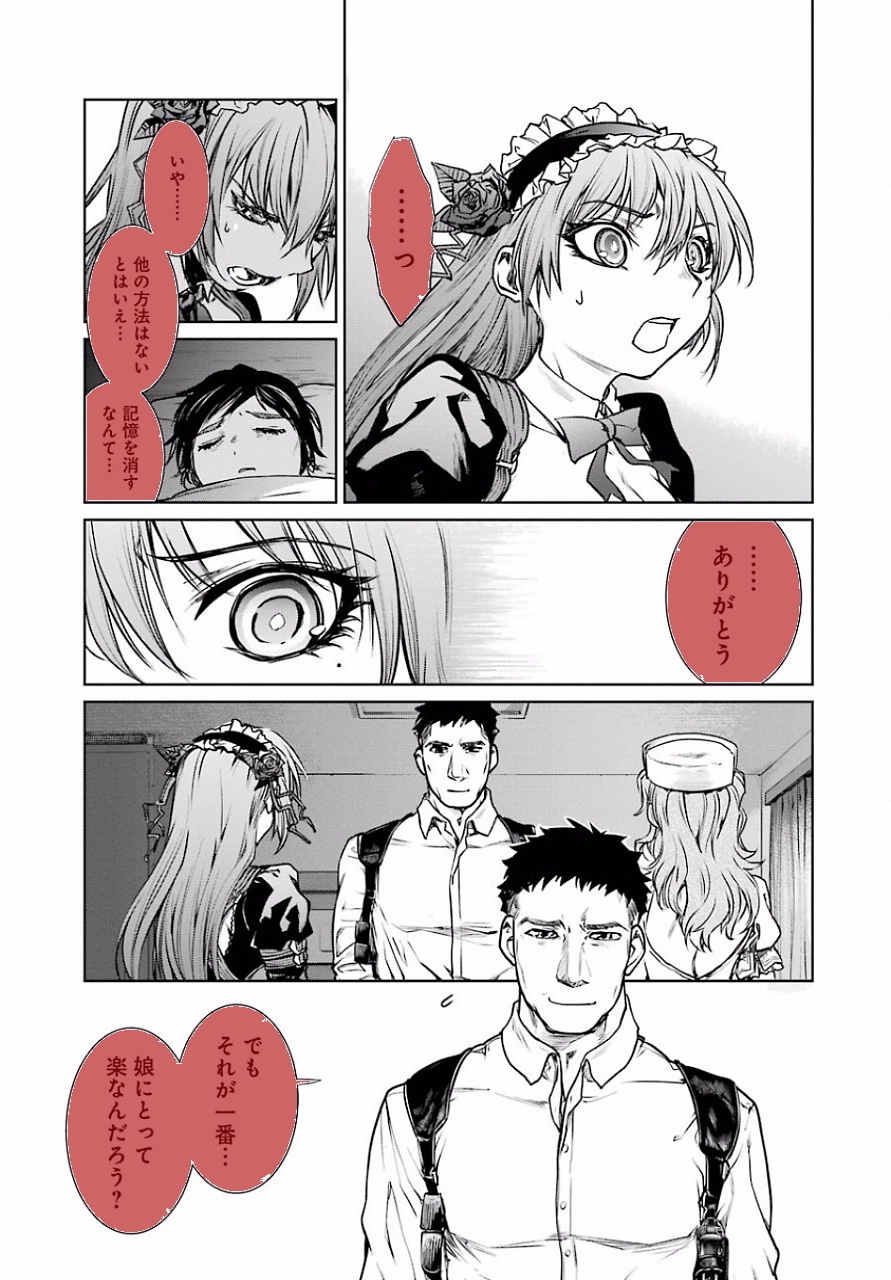 ……っ
いや……
他の方法はない
とはいえ…
記憶を消す
なんて…
……
ありがとう
でも
それが一番…
娘にとって
楽なんだろう？